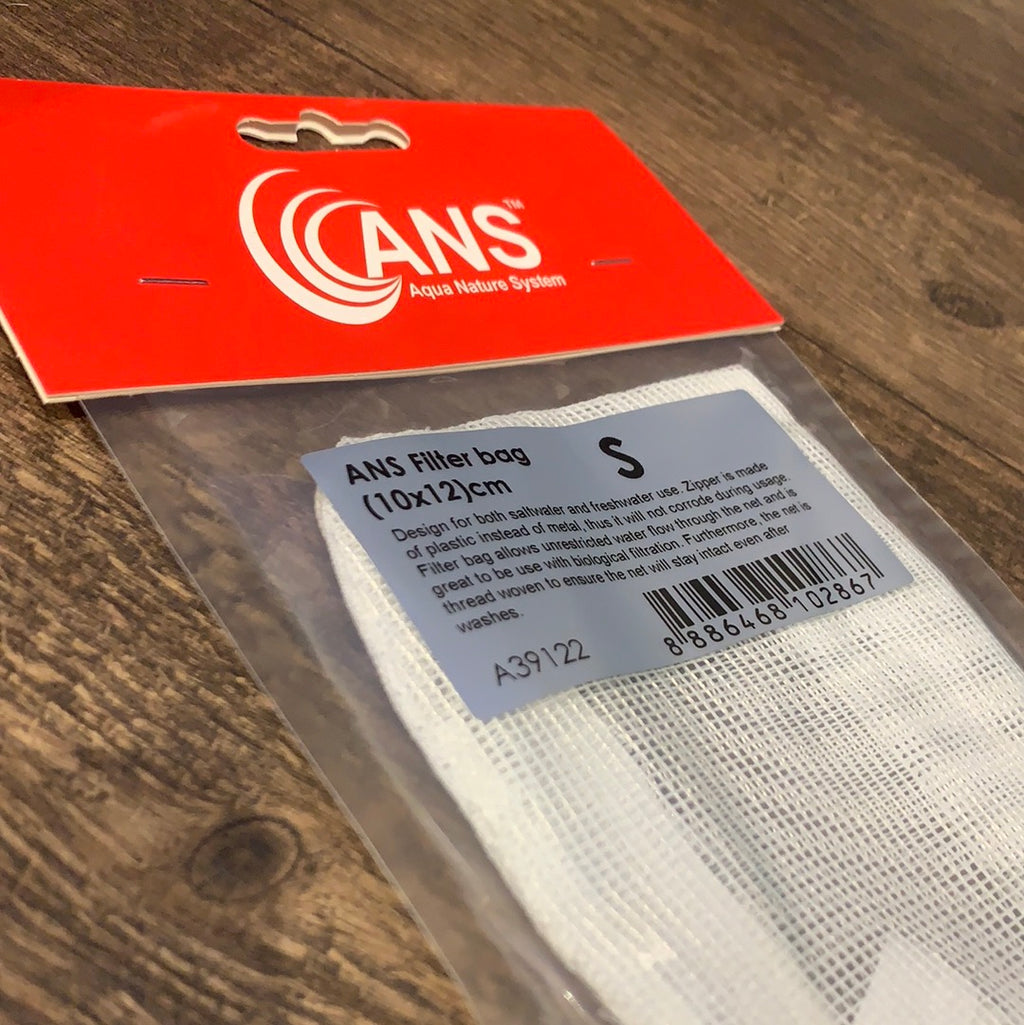 ANS™
Aqua Nature System
ANS Filter bag
S
(10x12)cm
Design for both saltwater and freshwater use. Zipper is made
of plastic instead of metal, thus it will not corrode during usage.
Filter bag allows unrestrided water flow through the net and is
great to be use with biological filtration. Furthermore, the net is
thread woven to ensure the net will stay intact even after
washes.
A39122
8 886468 102867